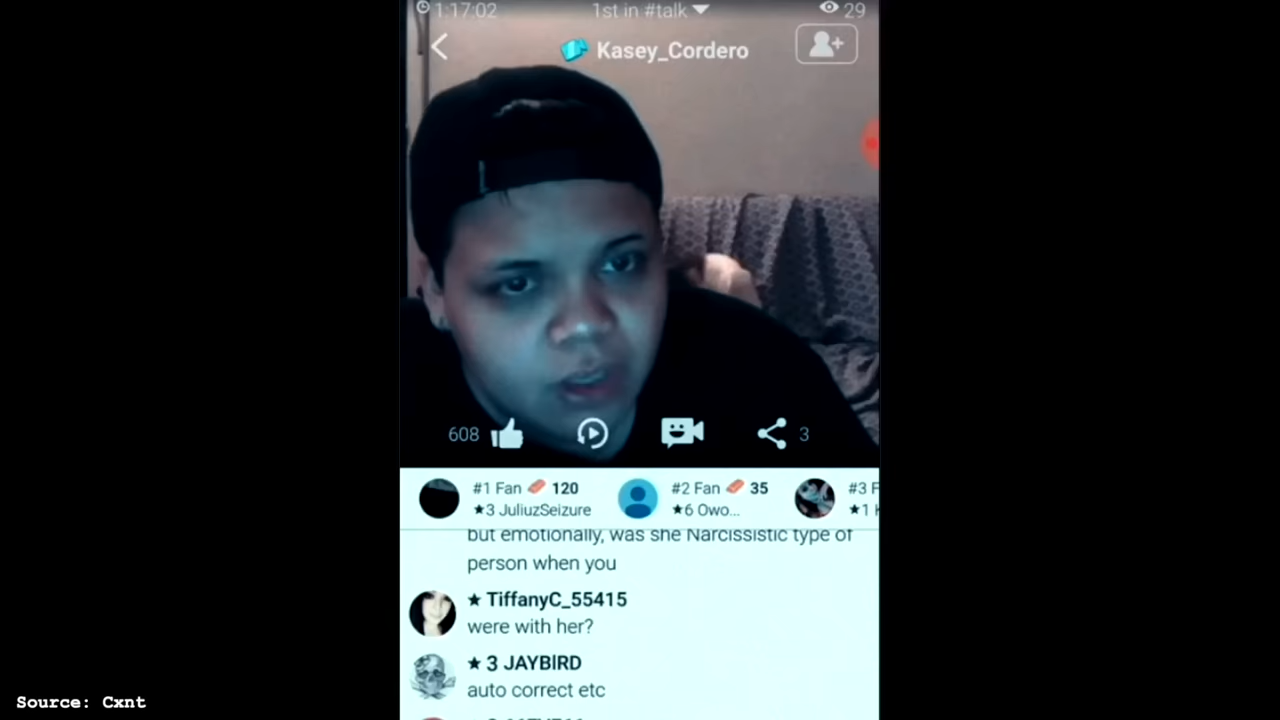 1:17:02
1st in #talk
29
Kasey_Cordero
608
3
#1 Fan 120
★3 JuliuzSeizure
#2 Fan 35
★6 Owo...
#3 F
★1
but emotionally, was she Narcissistic type of
person when you
★ TiffanyC_55415
were with her?
★ 3 JAYBIRD
auto correct etc
Source: Cxnt